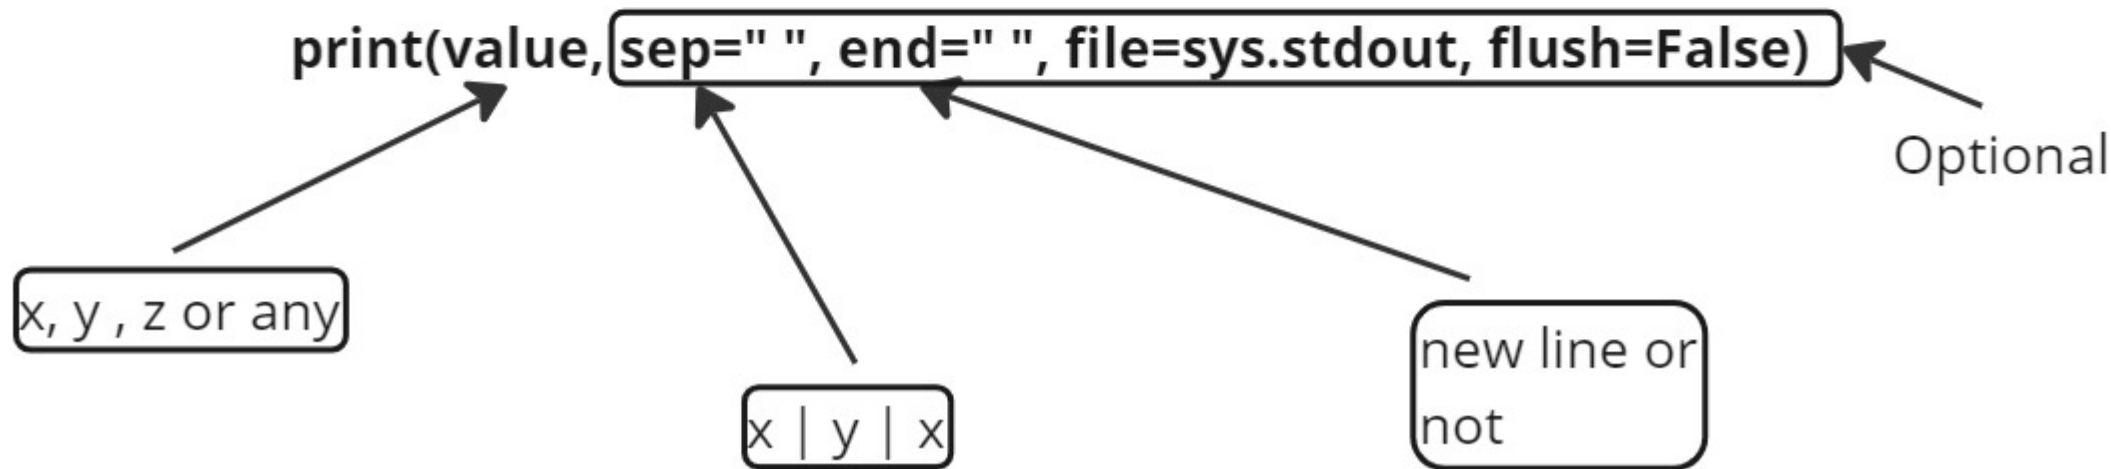 print(value, sep=" ", end=" ", file=sys.stdout, flush=False)
Optional
x, y , z or any
x | y | x
new line or
not